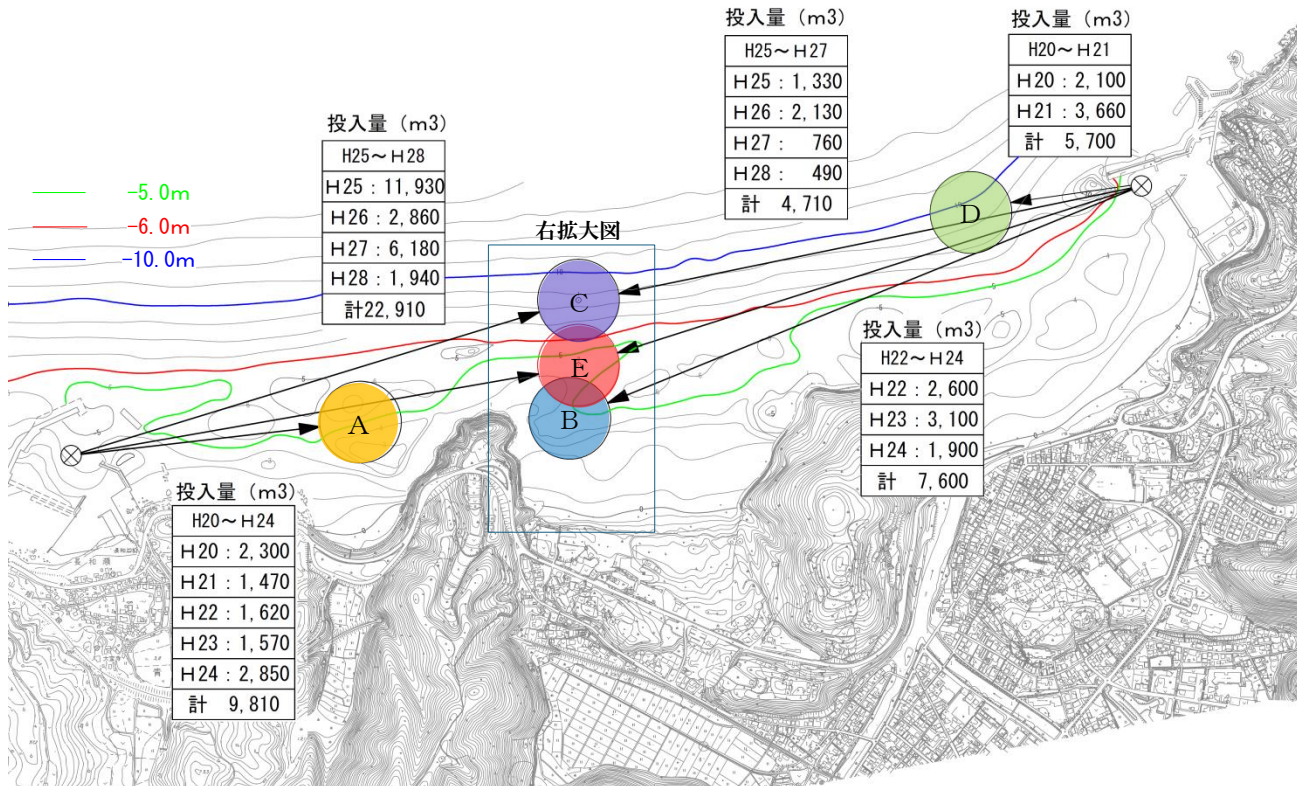 投入量 (m3)
H25～H27
H25：1,330
H26：2,130
H27： 760
H28： 490
計 4,710
投入量 (m3)
H20～H21
H20：2,100
H21：3,660
計 5,700
投入量 (m3)
H25～H28
H25：11,930
H26：2,860
H27：6,180
H28：1,940
計22,910
-5.0m
-6.0m
-10.0m
右拡大図
D
C
E
A
B
投入量 (m3)
H22～H24
H22：2,600
H23：3,100
H24：1,900
計 7,600
投入量 (m3)
H20～H24
H20：2,300
H21：1,470
H22：1,620
H23：1,570
H24：2,850
計 9,810